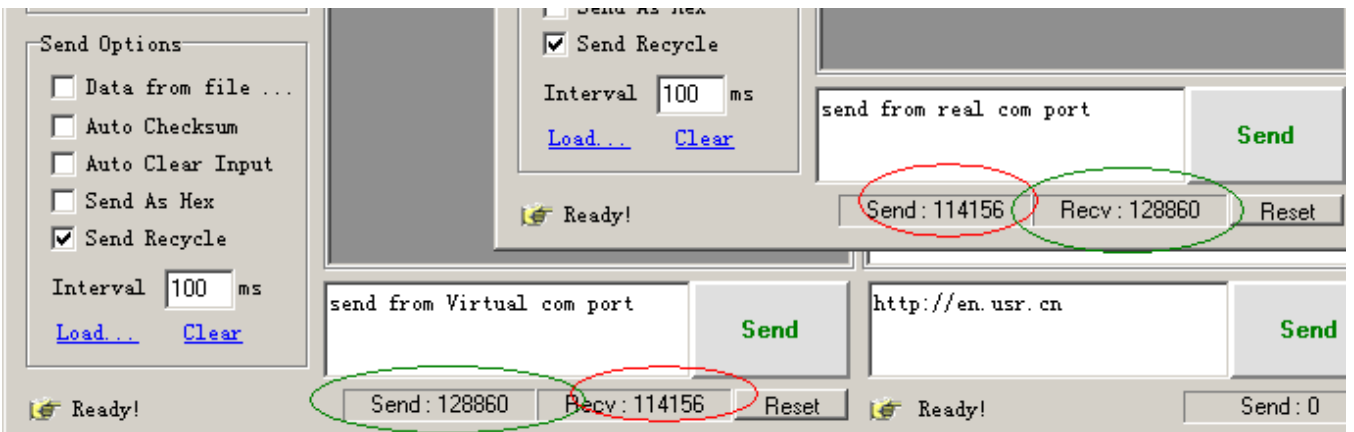 Send As Hex
Send Options
Send Recycle
Data from file ...
Interval 100 ms
send from real com port
Auto Checksum
Send
Load... Clear
Auto Clear Input
Send As Hex
Ready!
Send : 114156
Recv : 128860
Reset
Send Recycle
Interval 100 ms
send from Virtual com port
http://en.usr.cn
Send
Send
Load... Clear
Ready!
Send : 128860
Recv : 114156
Reset
Ready!
Send : 0